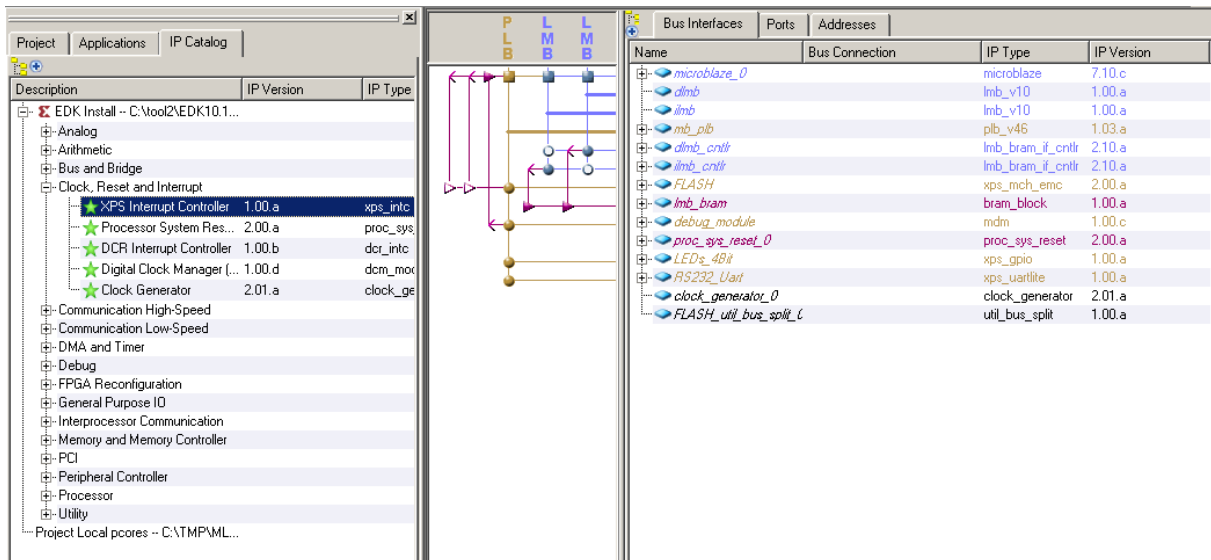 Project Applications IP Catalog
Description IP Version IP Type
EDK Install -- C:\tool2\EDK10.1...
Analog
Arithmetic
Bus and Bridge
Clock, Reset and Interrupt
XPS Interrupt Controller 1.00.a xps_intc
Processor System Res... 2.00.a proc_sys
DCR Interrupt Controller 1.00.b dcr_intc
Digital Clock Manager (... 1.00.d dcm_mod
Clock Generator 2.01.a clock_ge
Communication High-Speed
Communication Low-Speed
DMA and Timer
Debug
FPGA Reconfiguration
General Purpose IO
Interprocessor Communication
Memory and Memory Controller
PCI
Peripheral Controller
Processor
Utility
Project Local pcores -- C:\TMP\ML...
PLB LMB LMB
Bus Interfaces Ports Addresses
Name Bus Connection IP Type IP Version
microblaze_0 microblaze 7.10.c
dlmb lmb_v10 1.00.a
ilmb lmb_v10 1.00.a
mb_plb plb_v46 1.03.a
dlmb_cntlr lmb_bram_if_cntlr 2.10.a
ilmb_cntlr lmb_bram_if_cntlr 2.10.a
FLASH xps_mch_emc 2.00.a
lmb_bram bram_block 1.00.a
debug_module mdm 1.00.c
proc_sys_reset_0 proc_sys_reset 2.00.a
LEDs_4Bit xps_gpio 1.00.a
RS232_Uart xps_uartlite 1.00.a
clock_generator_0 clock_generator 2.01.a
FLASH_util_bus_split_0 util_bus_split 1.00.a